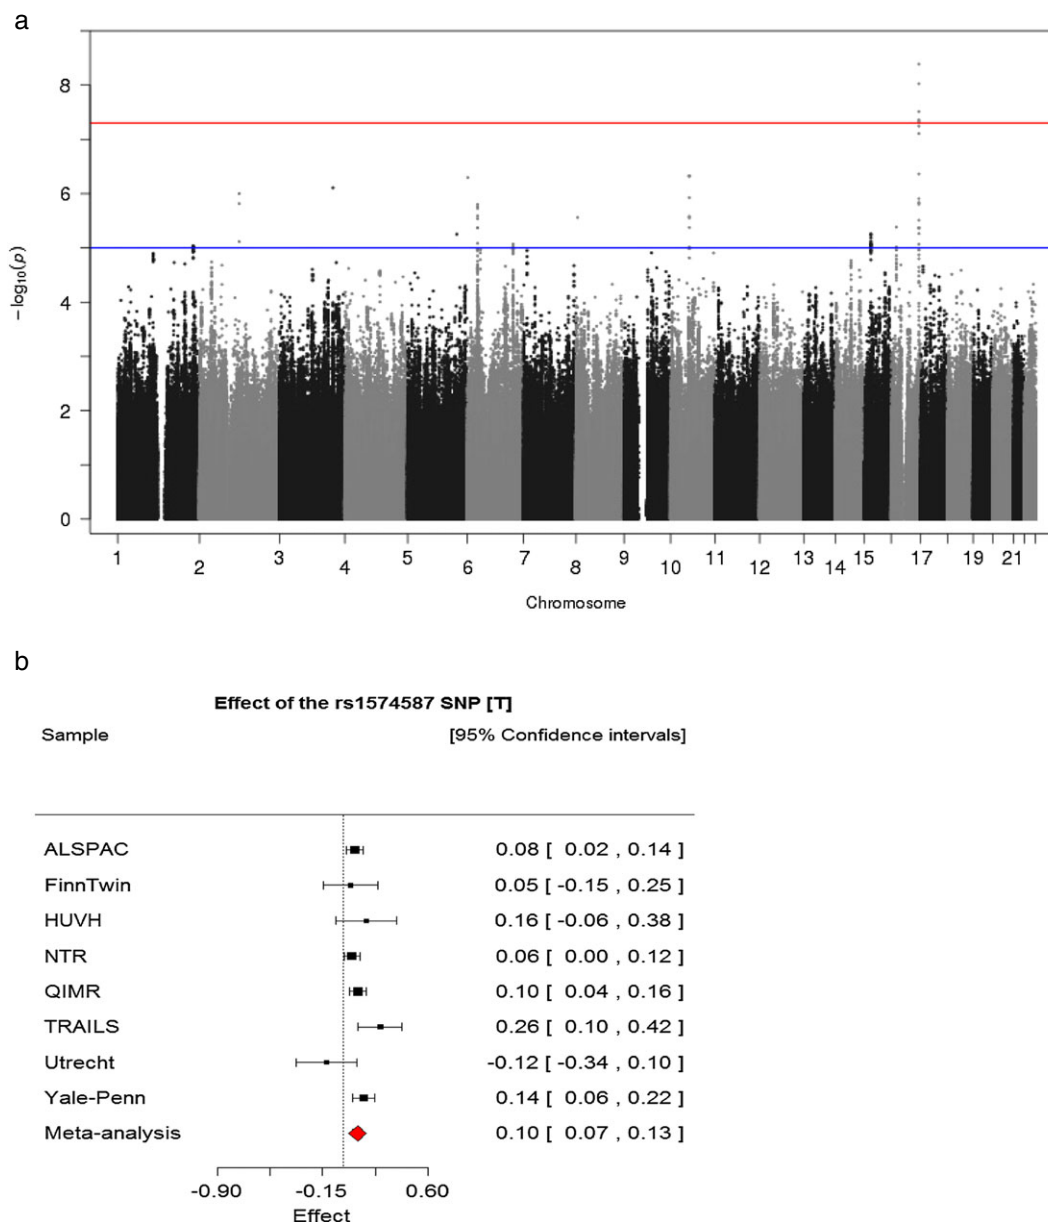 a
8
6
4
2
0
−log10(p)
1 2 3 4 5 6 7 8 9 10 11 12 13 14 15 17 19 21
Chromosome
b
Effect of the rs1574587 SNP [T]
Sample [95% Confidence intervals]
ALSPAC 0.08 [ 0.02 , 0.14 ]
FinnTwin 0.05 [ -0.15 , 0.25 ]
HUVH 0.16 [ -0.06 , 0.38 ]
NTR 0.06 [ 0.00 , 0.12 ]
QIMR 0.10 [ 0.04 , 0.16 ]
TRAILS 0.26 [ 0.10 , 0.42 ]
Utrecht -0.12 [ -0.34 , 0.10 ]
Yale-Penn 0.14 [ 0.06 , 0.22 ]
Meta-analysis 0.10 [ 0.07 , 0.13 ]
-0.90 -0.15 0.60
Effect